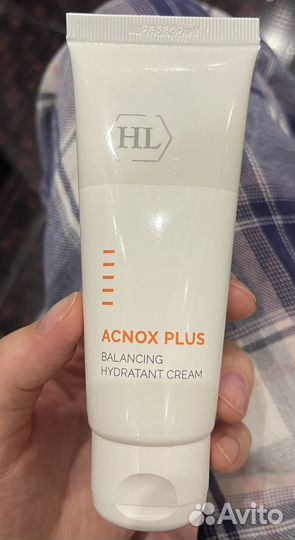 HL
ACNOX PLUS
BALANCING
HYDRATANT CREAM
Avito